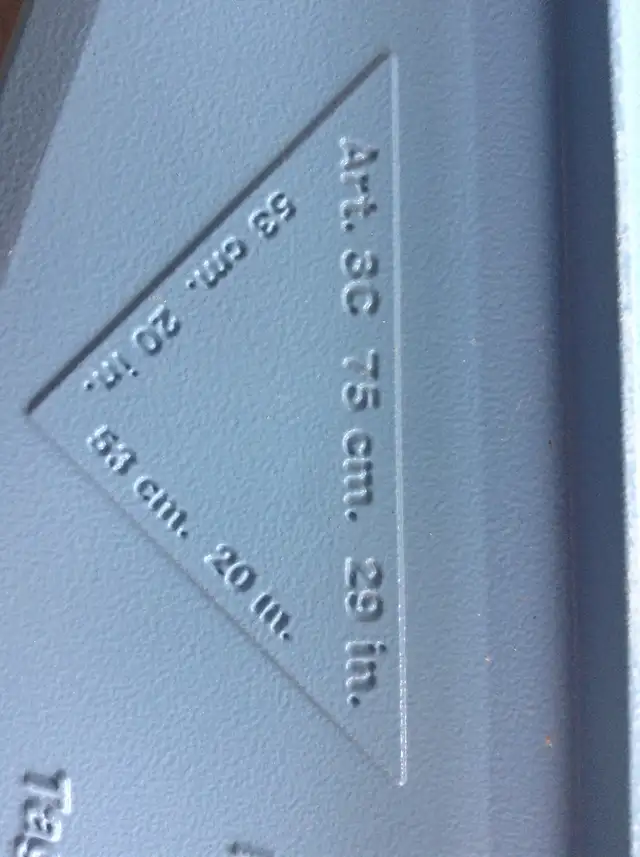 Art. 3C 75 cm. 29 in.
53 cm. 20 in.
53 cm. 20 in.